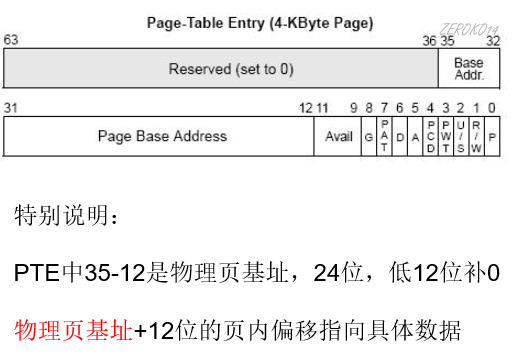 Page-Table Entry (4-KByte Page)
ZEROK014
63 36 35 32
Reserved (set to 0) Base Addr.
31 12 11 9 8 7 6 5 4 3 2 1 0
Page Base Address Avail G PAT D A PCD PWT U/S R/W P
特别说明：
PTE中35-12是物理页基址，24位，低12位补0
物理页基址+12位的页内偏移指向具体数据